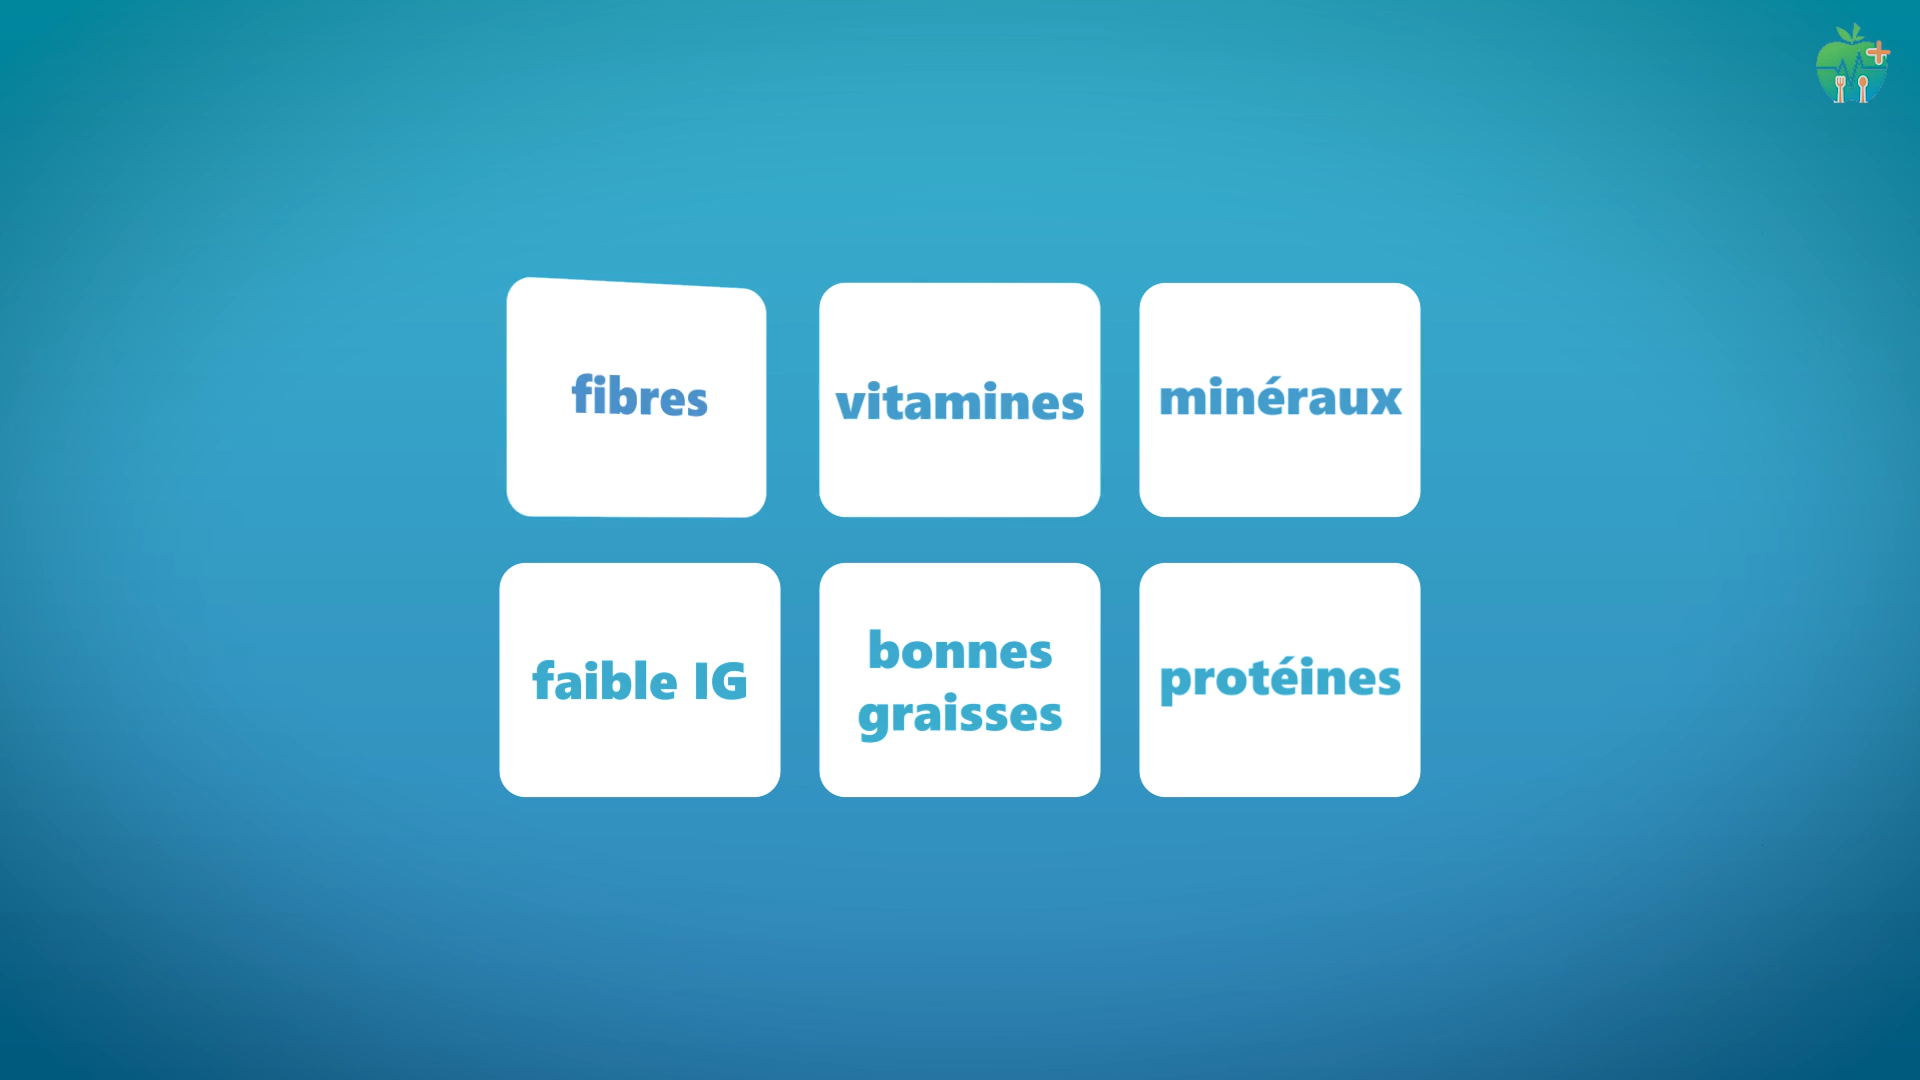 fibres
vitamines
minéraux
faible IG
bonnes
graisses
protéines